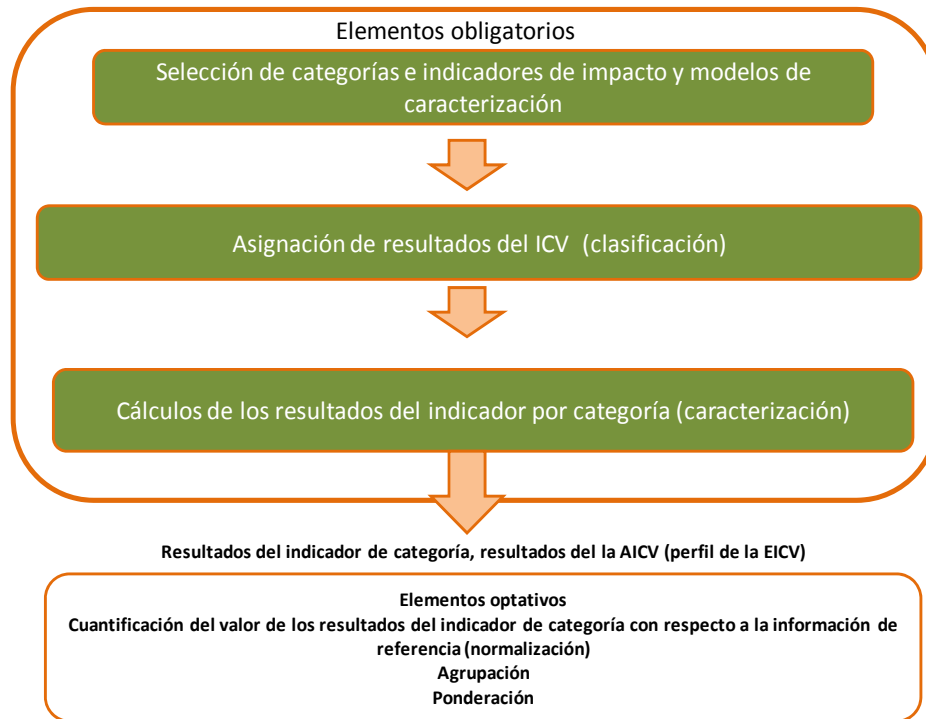 Elementos obligatorios
Selección de categorías e indicadores de impacto y modelos de
caracterización
Asignación de resultados del ICV (clasificación)
Cálculos de los resultados del indicador por categoría (caracterización)
Resultados del indicador de categoría, resultados del la AICV (perfil de la EICV)
Elementos optativos
Cuantificación del valor de los resultados del indicador de categoría con respecto a la información de
referencia (normalización)
Agrupación
Ponderación